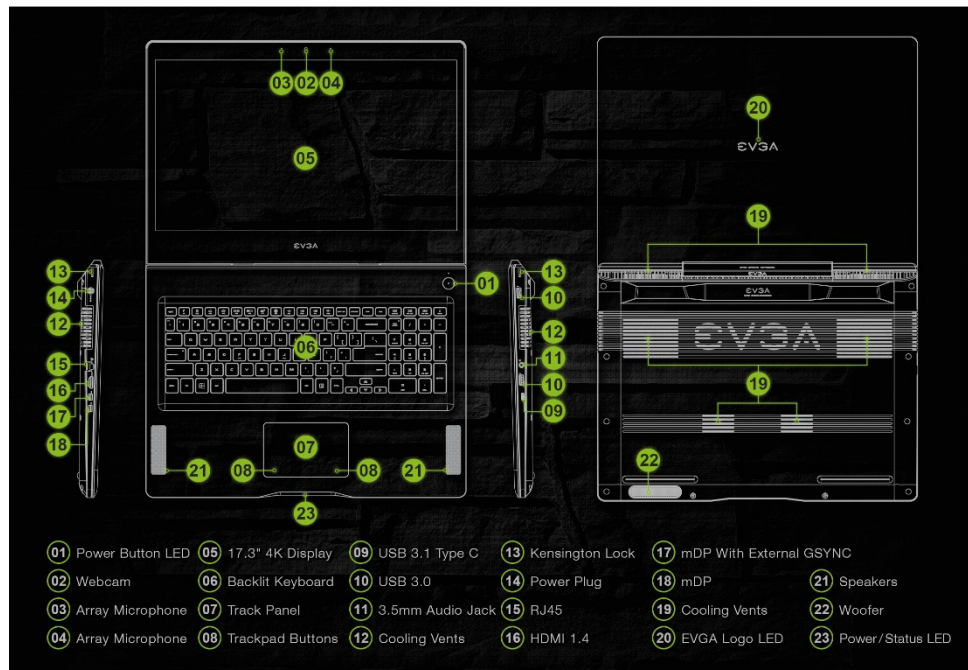 03 02 04
05
20
EVGA
EVGA
19
13
01
13
14
10
EVGA
EVGA
12
06
12
EVGA
15
11
16
10
19
17
09
18
07
21
08
08
21
22
23
01 Power Button LED 05 17.3" 4K Display 09 USB 3.1 Type C 13 Kensington Lock 17 mDP With External GSYNC
02 Webcam 06 Backlit Keyboard 10 USB 3.0 14 Power Plug 18 mDP 21 Speakers
03 Array Microphone 07 Track Panel 11 3.5mm Audio Jack 15 RJ45 19 Cooling Vents 22 Woofer
04 Array Microphone 08 Trackpad Buttons 12 Cooling Vents 16 HDMI 1.4 20 EVGA Logo LED 23 Power/Status LED